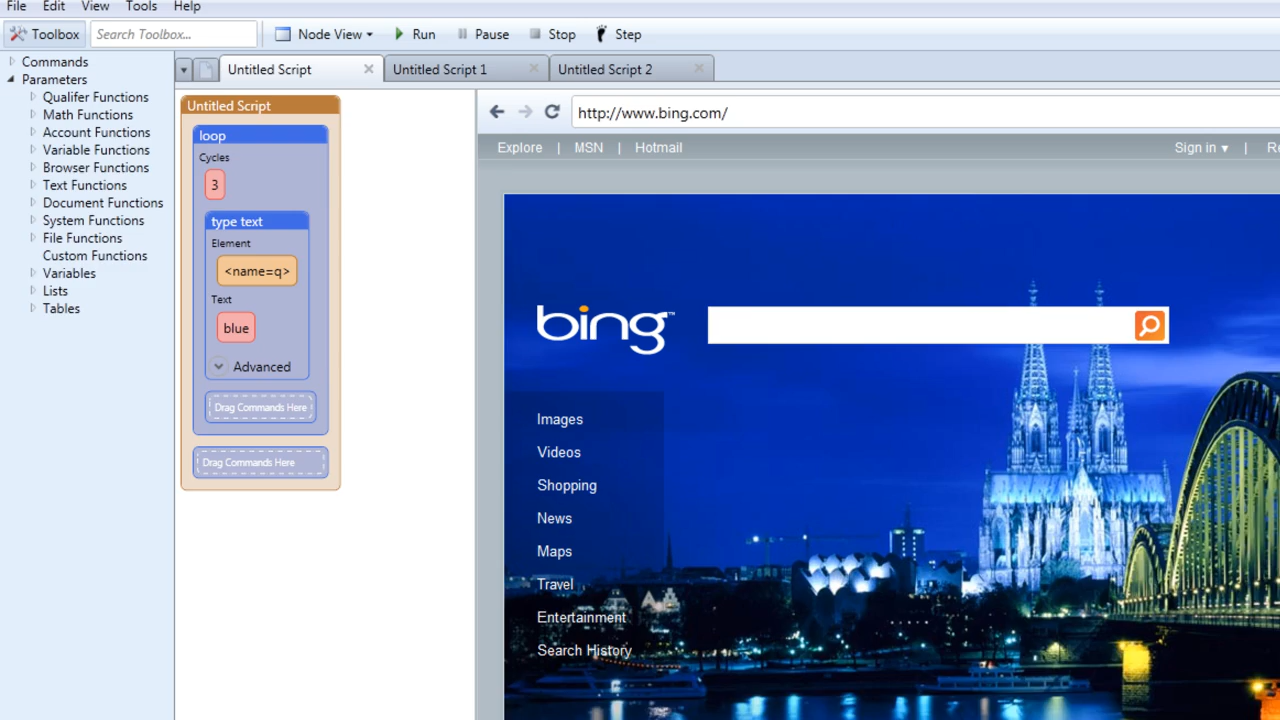 File Edit View Tools Help
Toolbox Search Toolbox... Node View Run Pause Stop Step
Commands
Parameters
Qualifer Functions
Math Functions
Account Functions
Variable Functions
Browser Functions
Text Functions
Document Functions
System Functions
File Functions
Custom Functions
Variables
Lists
Tables
Untitled Script Untitled Script 1 Untitled Script 2
Untitled Script
loop
Cycles
3
type text
Element
<name=q>
Text
blue
Advanced
Drag Commands Here
Drag Commands Here
http://www.bing.com/
Explore | MSN | Hotmail Sign in |
bing™
Images
Videos
Shopping
News
Maps
Travel
Entertainment
Search History